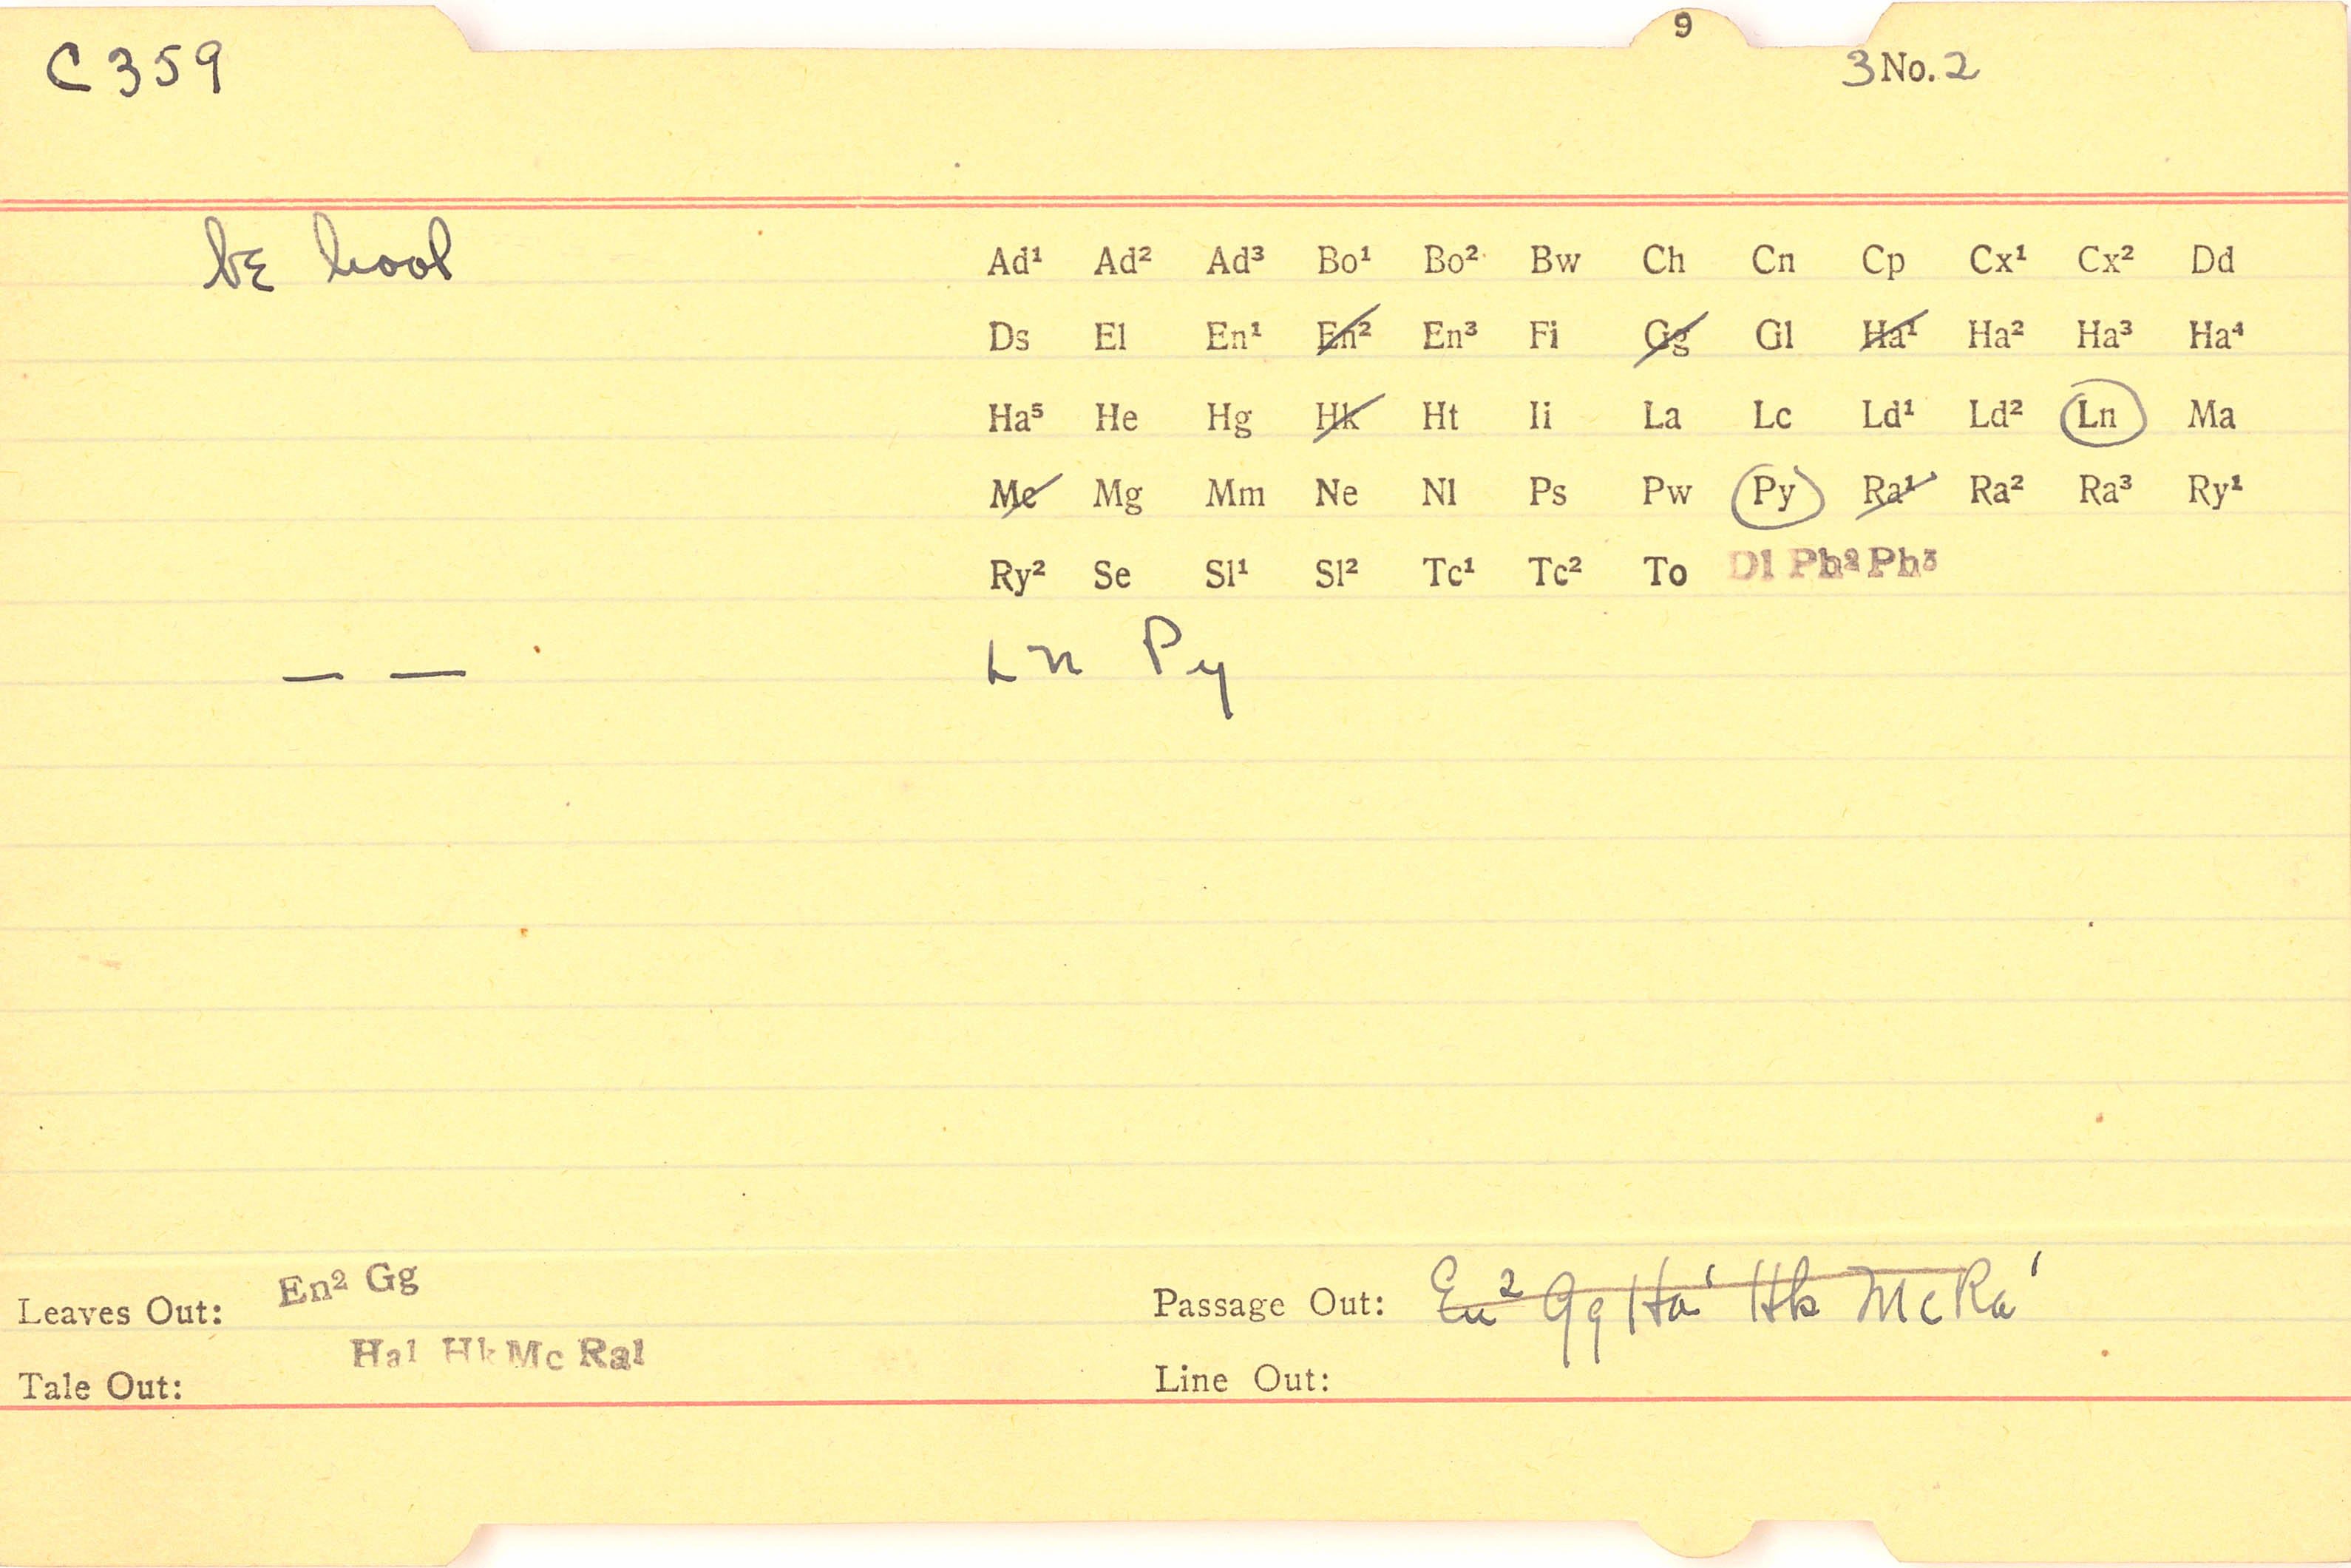 9
C 359 3 No. 2
bɛ hool Ad¹ Ad² Ad³ Bo¹ Bo² Bw Ch Cn Cp Cx¹ Cx² Dd
Ds El En¹ En² En³ Fi Gg Gl Ha¹ Ha² Ha³ Ha⁴
Ha⁵ He Hg Hk Ht Ii La Lc Ld¹ Ld² Ln Ma
Mc Mg Mm Ne Nl Ps Pw Py Ra¹ Ra² Ra³ Ry¹
Ry² Se Sl¹ Sl² Tc¹ Tc² To Dl Ph² Ph³
— — Ln Py
Leaves Out: En² Gg Passage Out: En² Gg Ha¹ Hk Mc Ra¹
Ha1 Hk Mc Ra1
Tale Out: Line Out: